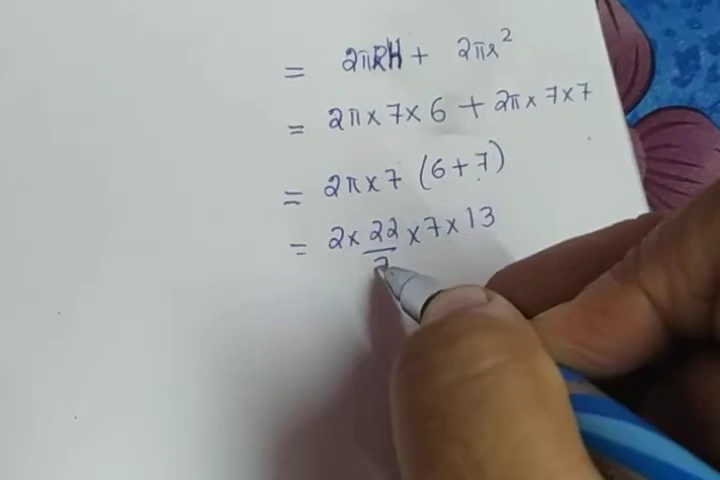 = 2πRH + 2πr²
= 2π × 7 × 6 + 2π × 7 × 7
= 2π × 7 (6 + 7)
= 2 × 22/7 × 7 × 13